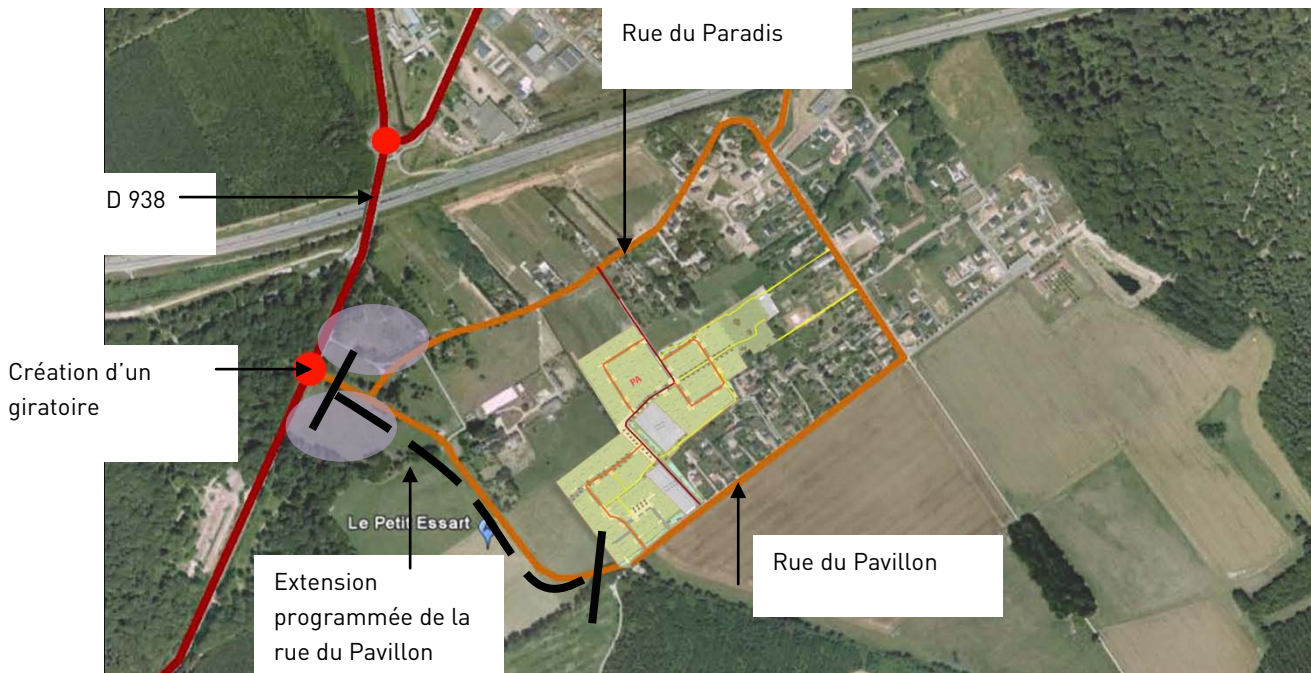 Rue du Paradis
D 938
Création d'un
giratoire
PA
Le Petit Essart
Extension
programmée de la
rue du Pavillon
Rue du Pavillon